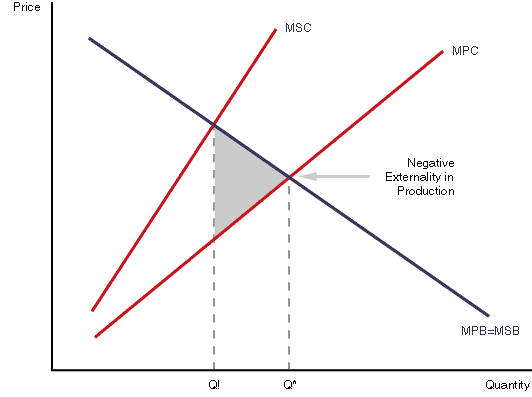 Price
MSC
MPC
Negative
Externality in
Production
MPB=MSB
Q!
Q^
Quantity